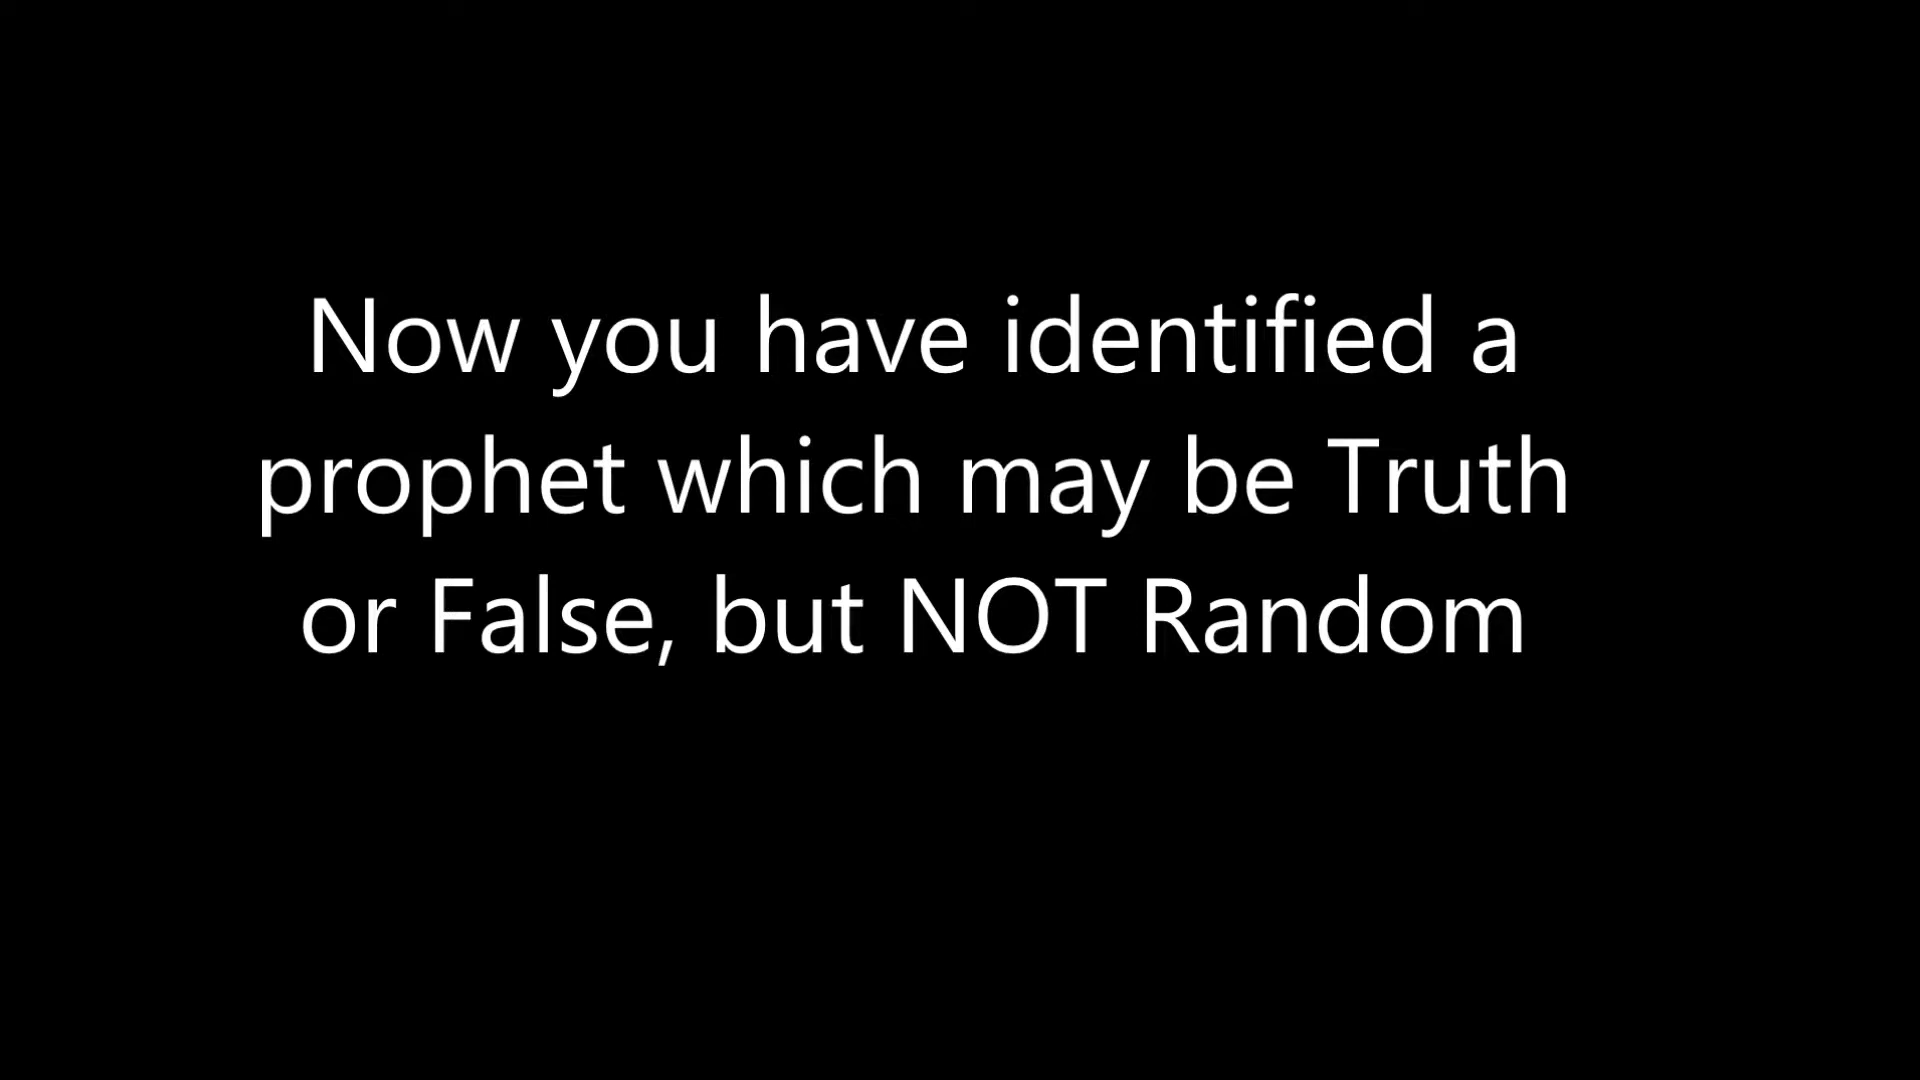 Now you have identified a
prophet which may be Truth
or False, but NOT Random